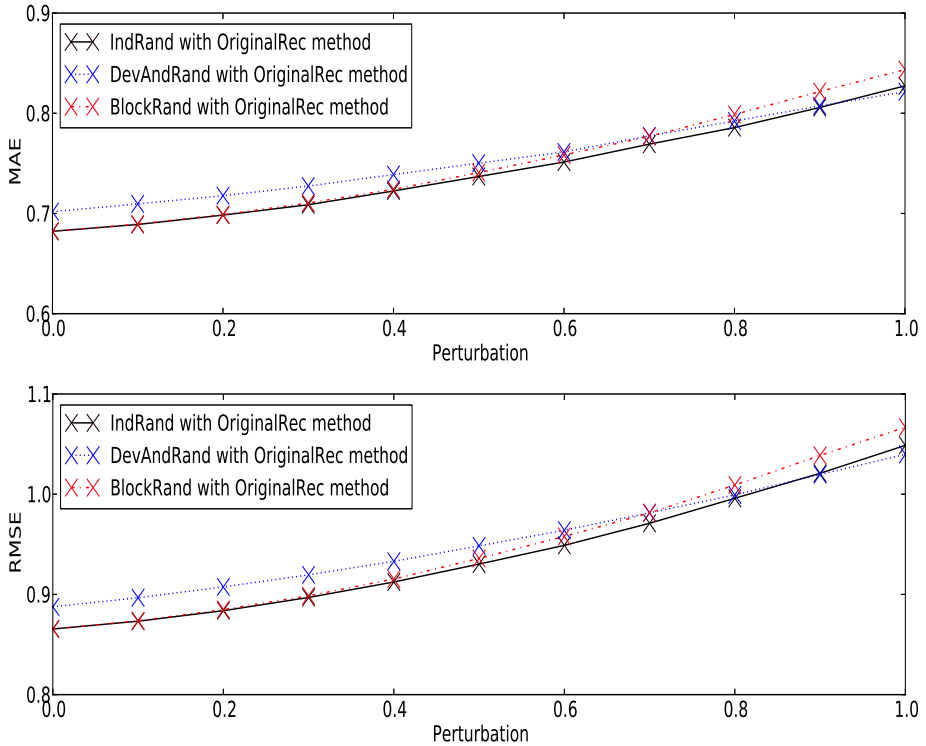 0.9
IndRand with OriginalRec method
DevAndRand with OriginalRec method
BlockRand with OriginalRec method
0.8
MAE
0.7
0.6
0.0 0.2 0.4 0.6 0.8 1.0
Perturbation
1.1
IndRand with OriginalRec method
DevAndRand with OriginalRec method
BlockRand with OriginalRec method
1.0
RMSE
0.9
0.8
0.0 0.2 0.4 0.6 0.8 1.0
Perturbation